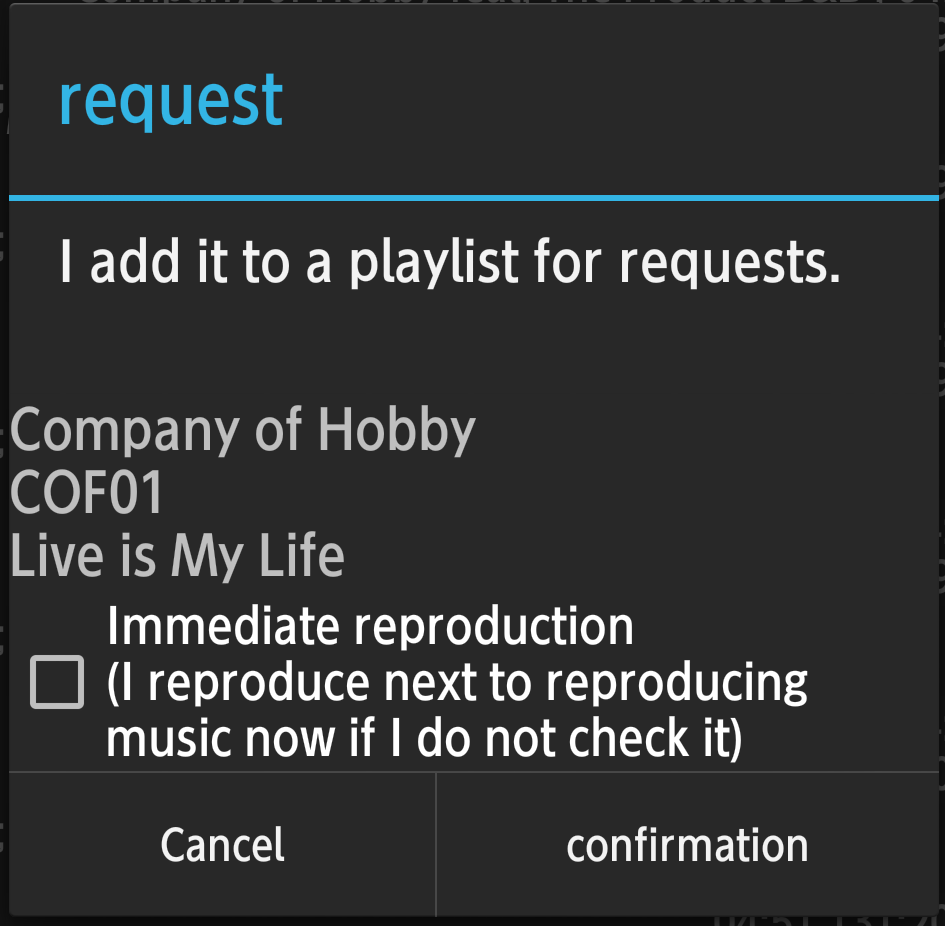 request
I add it to a playlist for requests.
Company of Hobby
COF01
Live is My Life
Immediate reproduction
(I reproduce next to reproducing
music now if I do not check it)
Cancel
confirmation